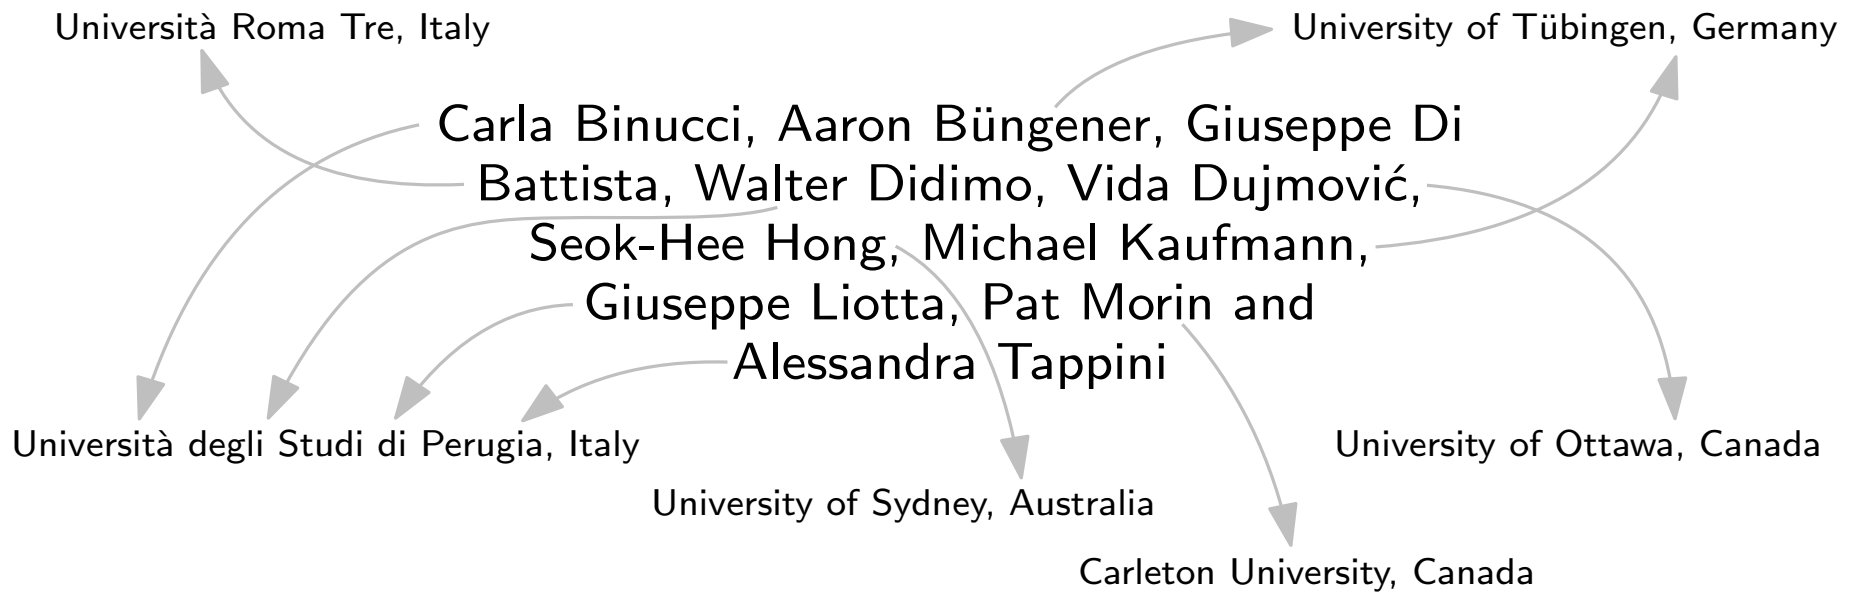 Università Roma Tre, Italy
University of Tübingen, Germany
Carla Binucci, Aaron Büngener, Giuseppe Di
Battista, Walter Didimo, Vida Dujmović,
Seok-Hee Hong, Michael Kaufmann,
Giuseppe Liotta, Pat Morin and
Alessandra Tappini
Università degli Studi di Perugia, Italy
University of Ottawa, Canada
University of Sydney, Australia
Carleton University, Canada